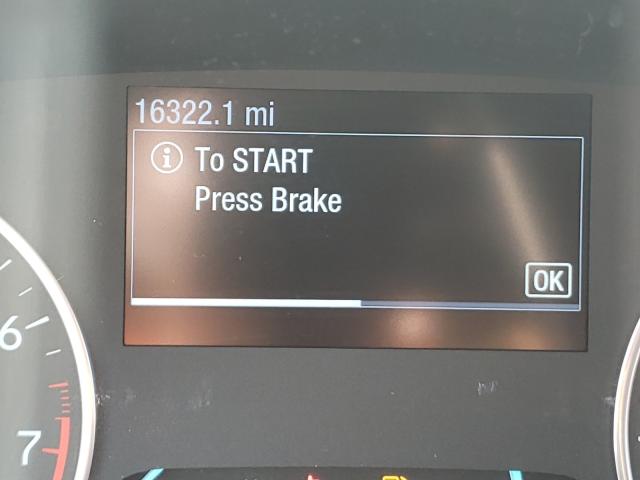 16322.1 mi
To START
Press Brake
OK
6
7